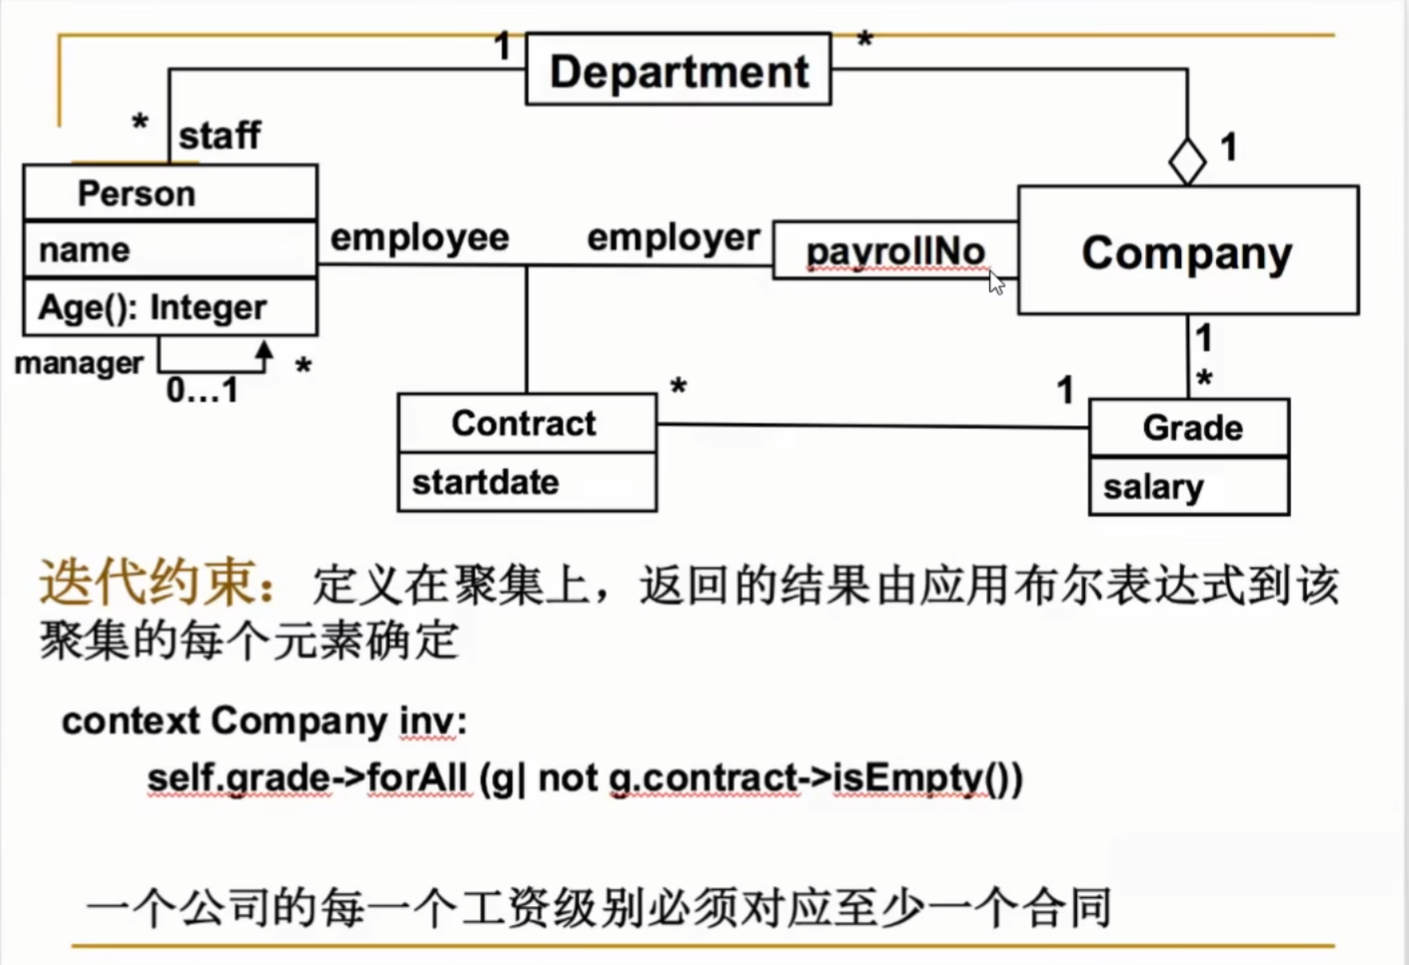 1 Department *
* staff
1
Person
name
Age(): Integer
employee employer payrollNo Company
manager 0...1 *
1
*
Contract * 1 Grade
startdate
salary
迭代约束：定义在聚集上，返回的结果由应用布尔表达式到该
聚集的每个元素确定
context Company inv:
self.grade->forAll (g| not g.contract->isEmpty())
一个公司的每一个工资级别必须对应至少一个合同